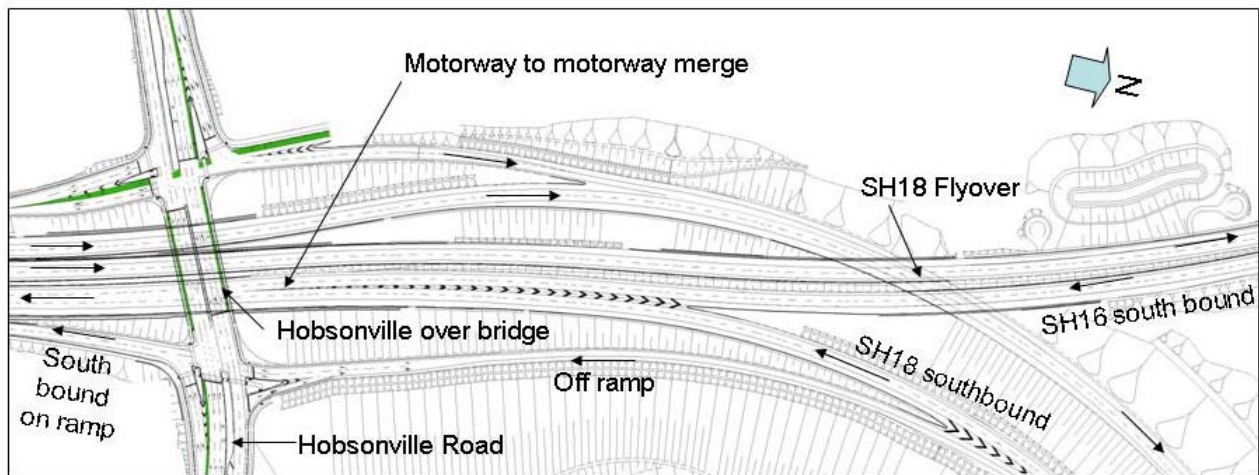 Motorway to motorway merge
N
SH18 Flyover
SH16 south bound
Hobsonville over bridge
SH18 southbound
South
bound
on ramp
Off ramp
Hobsonville Road